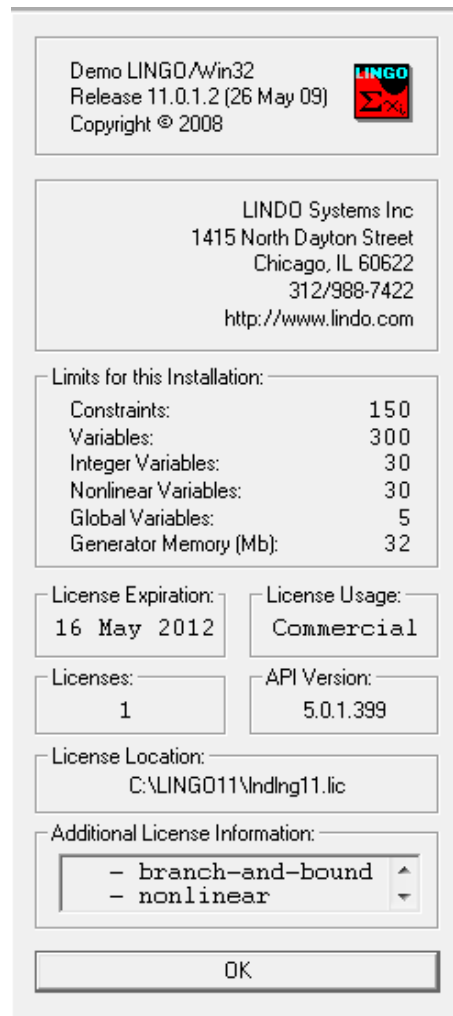 Demo LINGO/Win32
Release 11.0.1.2 (26 May 09)
Copyright © 2008
LINGO
Σxi
LINDO Systems Inc
1415 North Dayton Street
Chicago, IL 60622
312/988-7422
http://www.lindo.com
Limits for this Installation:
Constraints: 150
Variables: 300
Integer Variables: 30
Nonlinear Variables: 30
Global Variables: 5
Generator Memory (Mb): 32
License Expiration:
16 May 2012
License Usage:
Commercial
Licenses:
1
API Version:
5.0.1.399
License Location:
C:\LINGO11\lndlng11.lic
Additional License Information:
- branch-and-bound
- nonlinear
OK